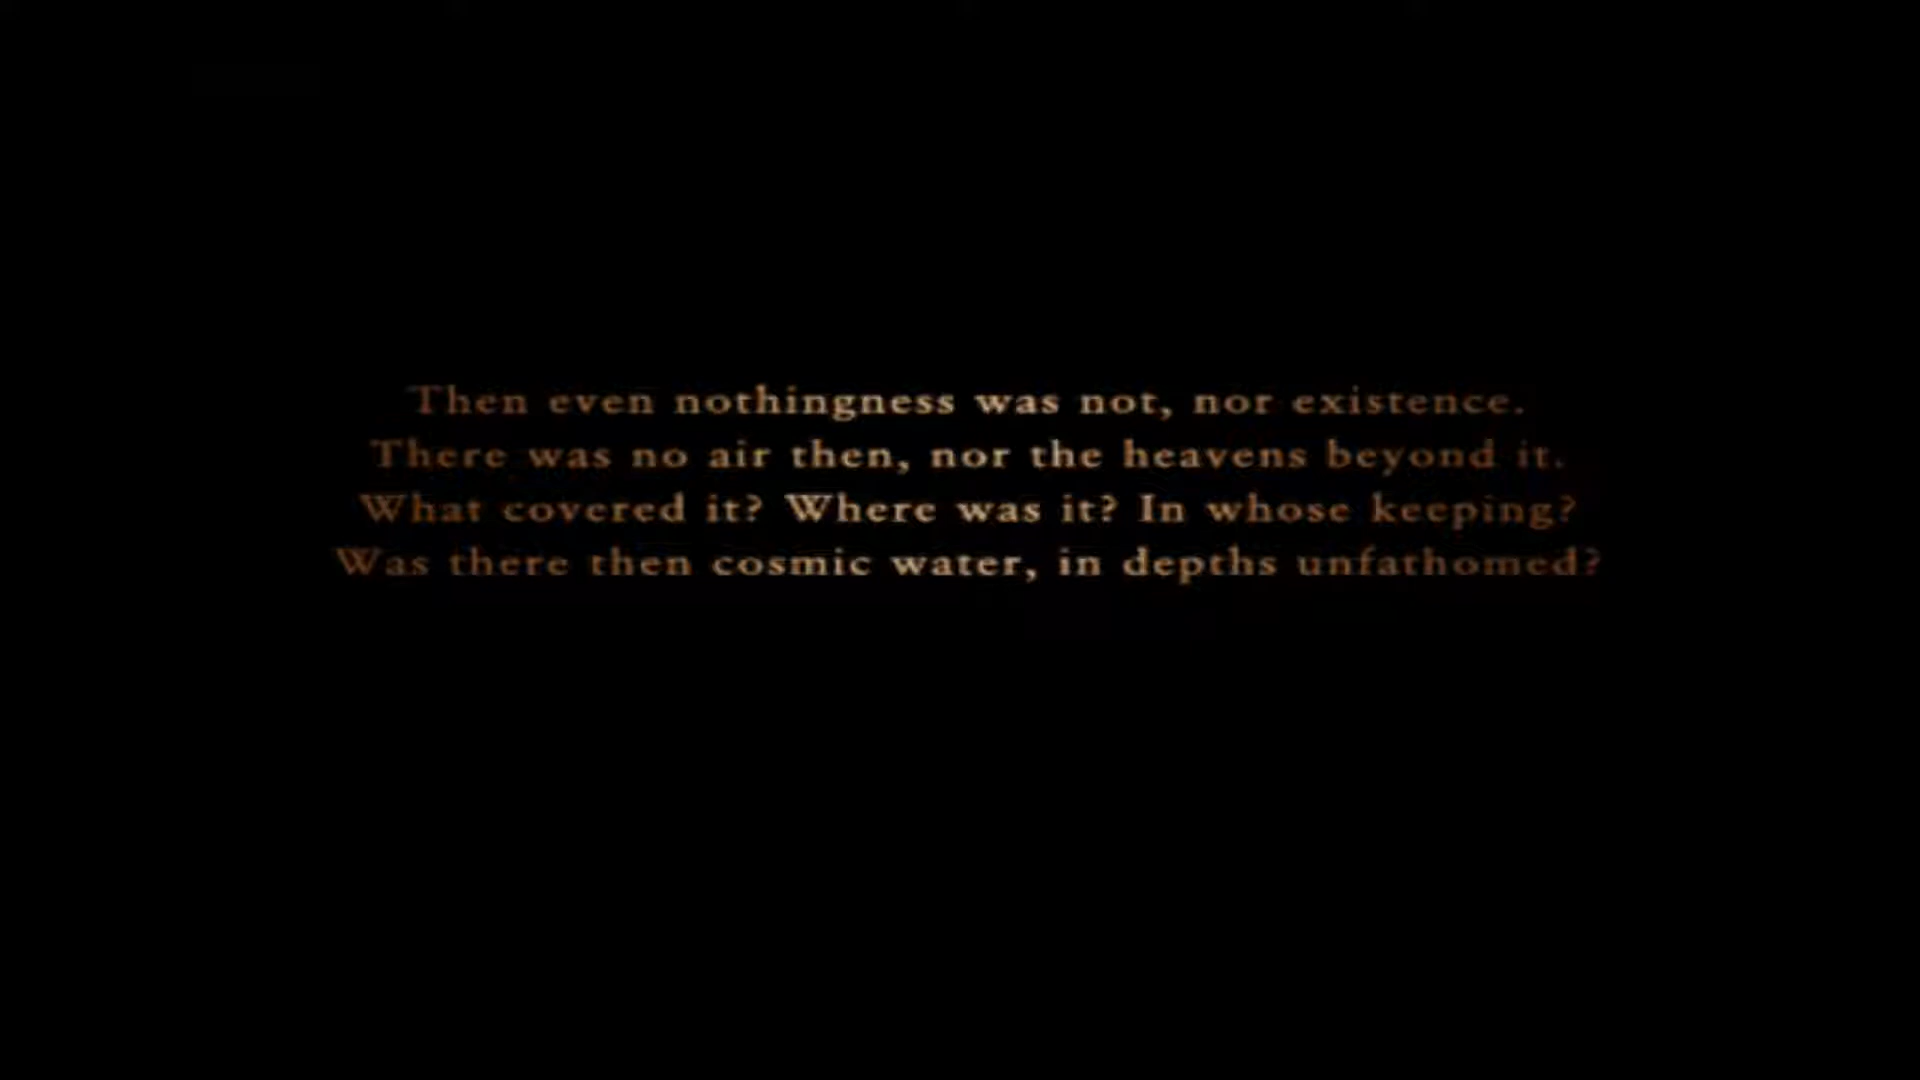 Then even nothingness was not, nor existence.
There was no air then, nor the heavens beyond it.
What covered it? Where was it? In whose keeping?
Was there then cosmic water, in depths unfathomed?